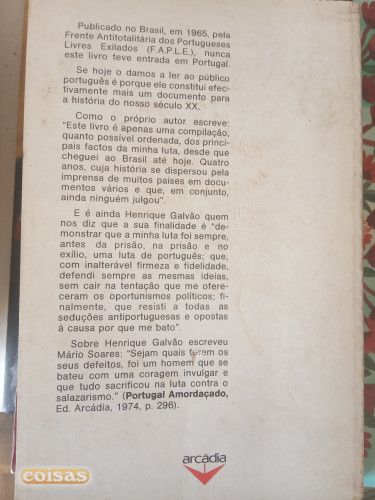 Publicado no Brasil, em 1965, pela
Frente Antitotalitária dos Portugueses
Livres Exilados (F.A.P.L.E.), nunca
este livro teve entrada em Portugal.
Se hoje o damos a ler ao público
português é porque ele constitui efec-
tivamente mais um documento para
a história do nosso século XX.
Como o próprio autor escreve:
"Este livro é apenas uma compilação,
quanto possível ordenada, dos princi-
pais factos da minha luta, desde que
cheguei ao Brasil até hoje. Quatro
anos, cuja história se dispersou pela
imprensa de muitos países em docu-
mentos vários e que, em conjunto,
ainda ninguém julgou".
E é ainda Henrique Galvão quem
nos diz que a sua finalidade é "de-
monstrar que a minha luta foi sempre,
antes da prisão, na prisão e no
exílio, uma luta de português; que,
com inalterável firmeza e fidelidade,
defendi sempre as mesmas ideias,
sem cair na tentação que me ofere-
ceram os oportunismos políticos; fi-
nalmente, que resisti a todas as
seduções antiportuguesas e opostas
à causa por que me bato".
Sobre Henrique Galvão escreveu
Mário Soares: "Sejam quais forem os
seus defeitos, foi um homem que se
bateu com uma coragem invulgar e
que tudo sacrificou na luta contra o
salazarismo." (Portugal Amordaçado,
Ed. Arcádia, 1974, p. 296).
arcádia
coisas